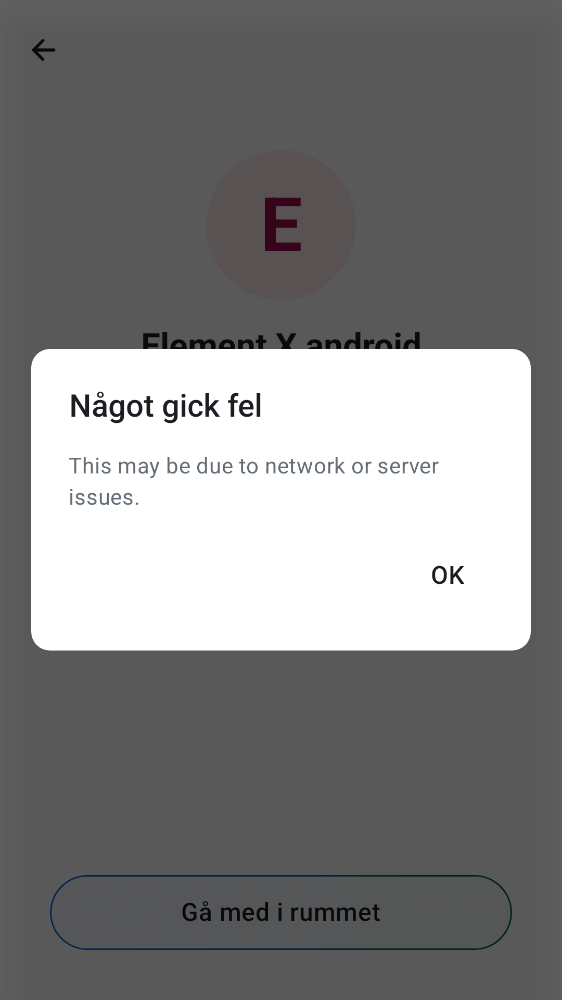 E
Element X android
Något gick fel
This may be due to network or server
issues.
OK
Gå med i rummet